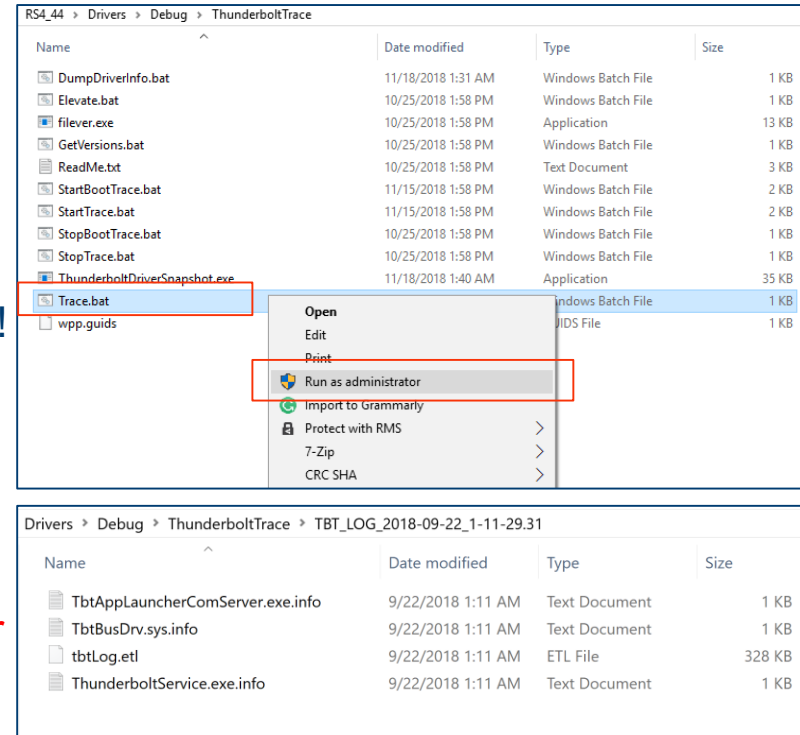 RS4_44 > Drivers > Debug > ThunderboltTrace
Name Date modified Type Size
DumpDriverInfo.bat 11/18/2018 1:31 AM Windows Batch File 1 KB
Elevate.bat 10/25/2018 1:58 PM Windows Batch File 1 KB
filever.exe 10/25/2018 1:58 PM Application 13 KB
GetVersions.bat 10/25/2018 1:58 PM Windows Batch File 1 KB
ReadMe.txt 10/25/2018 1:58 PM Text Document 3 KB
StartBootTrace.bat 11/15/2018 1:58 PM Windows Batch File 2 KB
StartTrace.bat 11/15/2018 1:58 PM Windows Batch File 2 KB
StopBootTrace.bat 10/25/2018 1:58 PM Windows Batch File 1 KB
StopTrace.bat 10/25/2018 1:58 PM Windows Batch File 1 KB
ThunderboltDriverSnapshot.exe 11/18/2018 1:40 AM Application 35 KB
Trace.bat indows Batch File 1 KB
! wpp.guids UIDS File 1 KB
Open
Edit
Print
Run as administrator
Import to Grammarly
Protect with RMS >
7-Zip >
CRC SHA >
Drivers > Debug > ThunderboltTrace > TBT_LOG_2018-09-22_1-11-29.31
Name Date modified Type Size
TbtAppLauncherComServer.exe.info 9/22/2018 1:11 AM Text Document 1 KB
TbtBusDrv.sys.info 9/22/2018 1:11 AM Text Document 1 KB
tbtLog.etl 9/22/2018 1:11 AM ETL File 328 KB
ThunderboltService.exe.info 9/22/2018 1:11 AM Text Document 1 KB